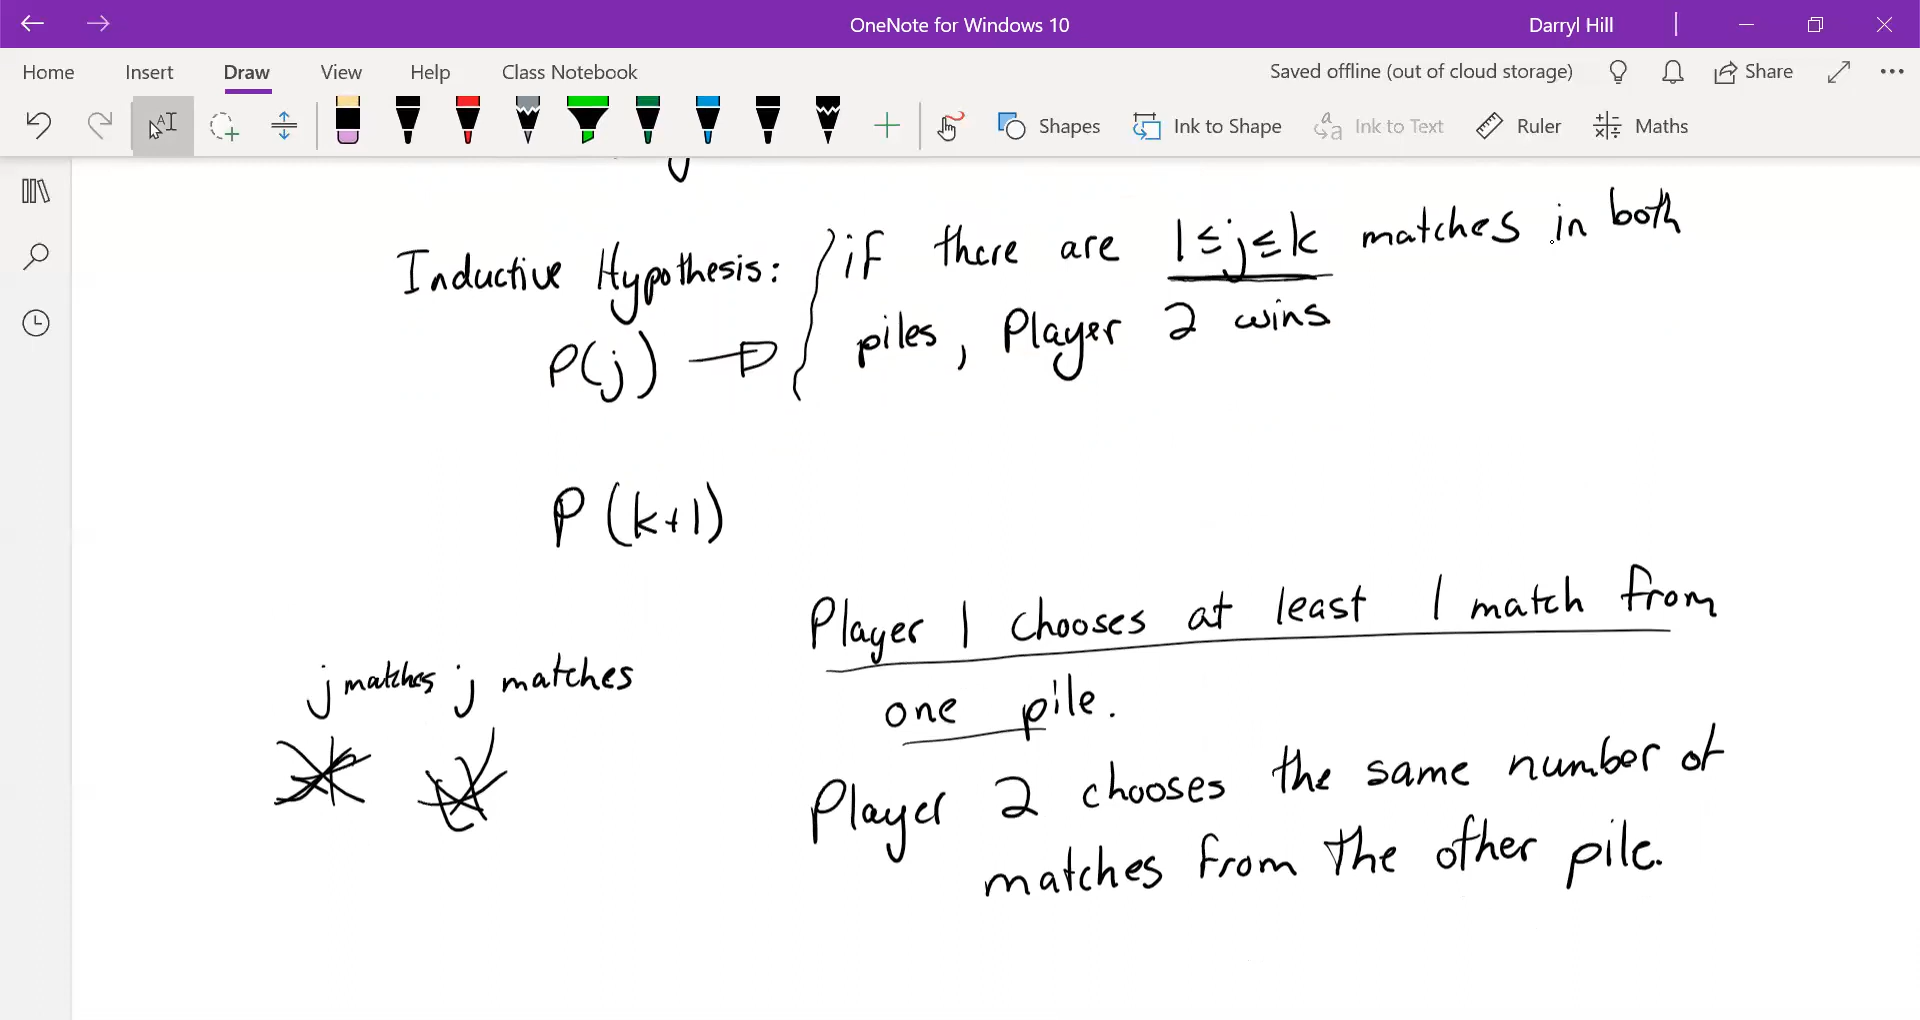 OneNote for Windows 10
Darryl Hill
Home Insert Draw View Help Class Notebook
Saved offline (out of cloud storage)
Share
Shapes
Ink to Shape
Ink to Text
Ruler
Maths
Inductive Hypothesis: if there are 1 ≤ j ≤ k matches in both
P(j) → piles, Player 2 wins
P(k+1)
Player 1 chooses at least 1 match from
one pile.
j matches j matches
Player 2 chooses the same number of
matches from the other pile.